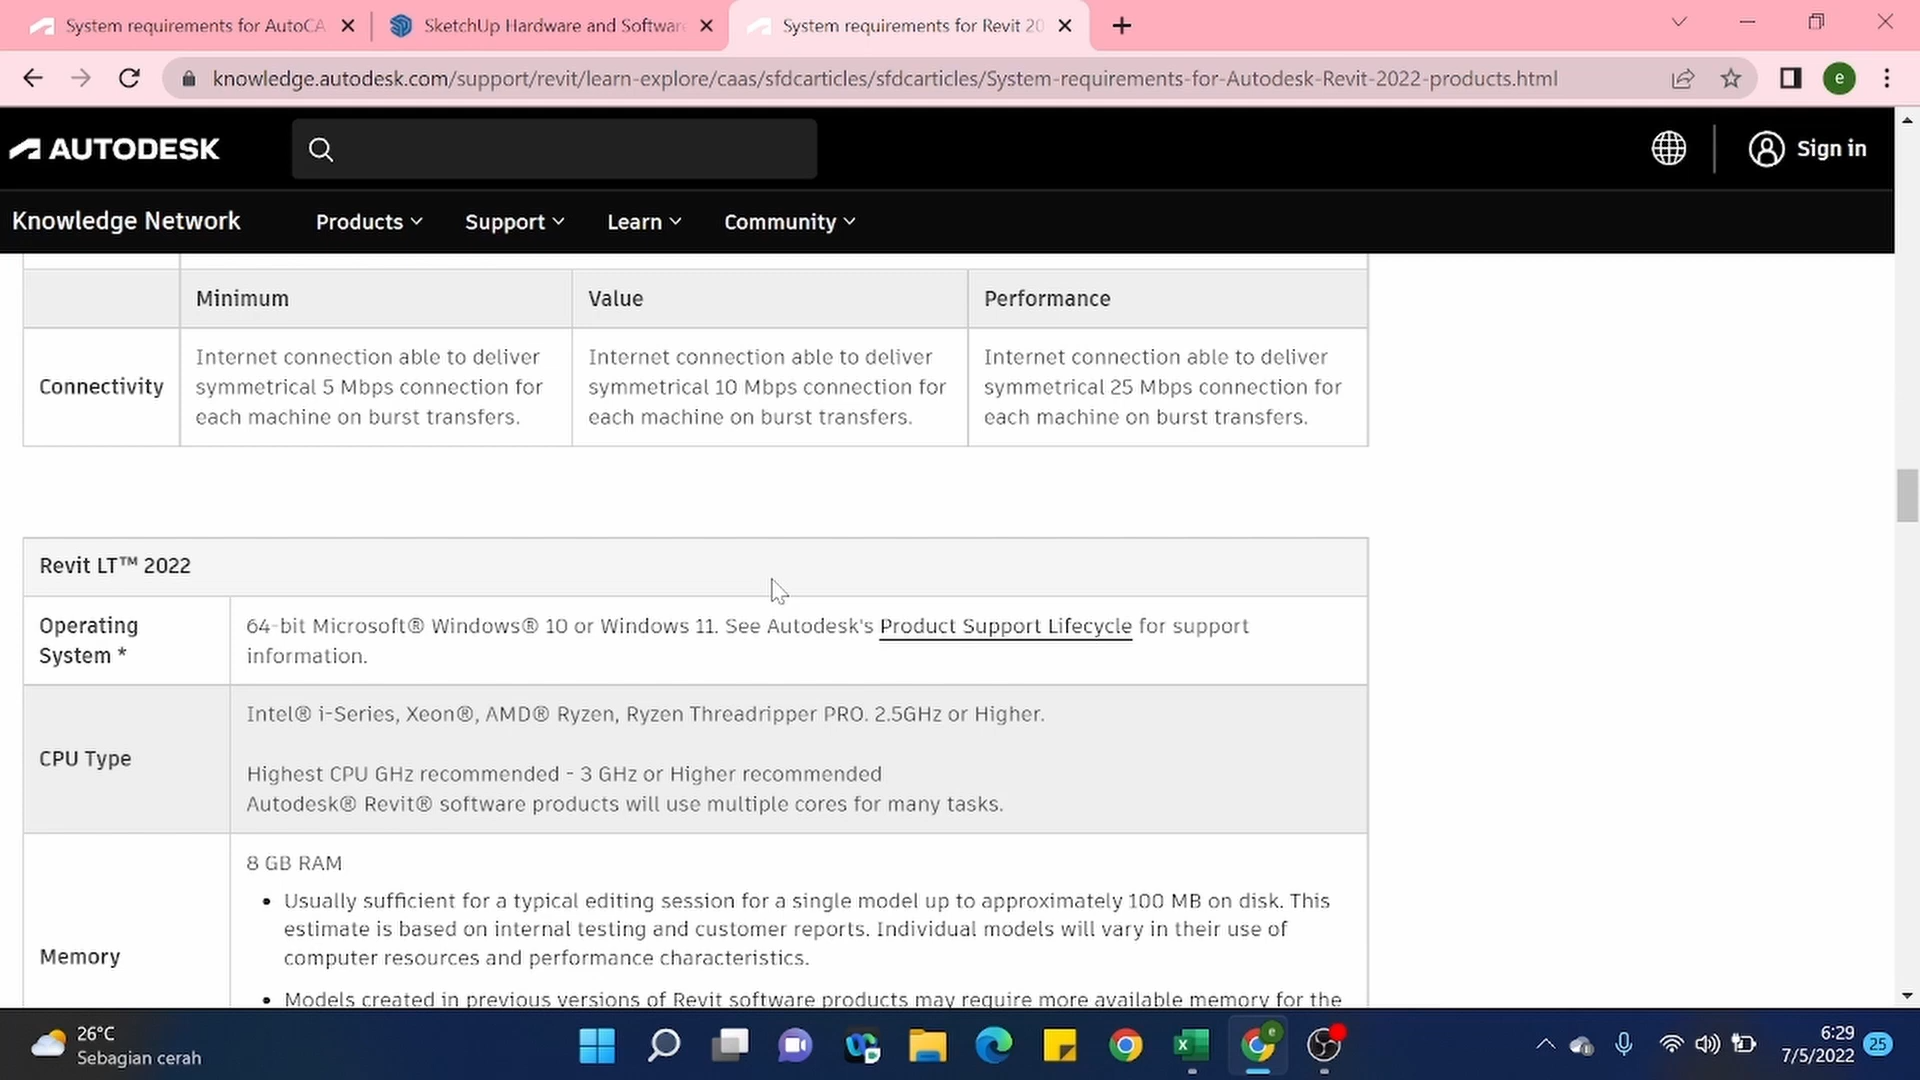 System requirements for AutoCA
SketchUp Hardware and Software
System requirements for Revit 20
knowledge.autodesk.com/support/revit/learn-explore/caas/sfdcarticles/sfdcarticles/System-requirements-for-Autodesk-Revit-2022-products.html
e
AUTODESK
Sign in
Knowledge Network
Products
Support
Learn
Community
Minimum
Value
Performance
Connectivity
Internet connection able to deliver
symmetrical 5 Mbps connection for
each machine on burst transfers.
Internet connection able to deliver
symmetrical 10 Mbps connection for
each machine on burst transfers.
Internet connection able to deliver
symmetrical 25 Mbps connection for
each machine on burst transfers.
Revit LT™ 2022
Operating
System *
64-bit Microsoft® Windows® 10 or Windows 11. See Autodesk's Product Support Lifecycle for support
information.
CPU Type
Intel® i-Series, Xeon®, AMD® Ryzen, Ryzen Threadripper PRO. 2.5GHz or Higher.
Highest CPU GHz recommended - 3 GHz or Higher recommended
Autodesk® Revit® software products will use multiple cores for many tasks.
Memory
8 GB RAM
• Usually sufficient for a typical editing session for a single model up to approximately 100 MB on disk. This
estimate is based on internal testing and customer reports. Individual models will vary in their use of
computer resources and performance characteristics.
• Models created in previous versions of Revit software products may require more available memory for the
26°C
Sebagian cerah
e
6:29
7/5/2022
25